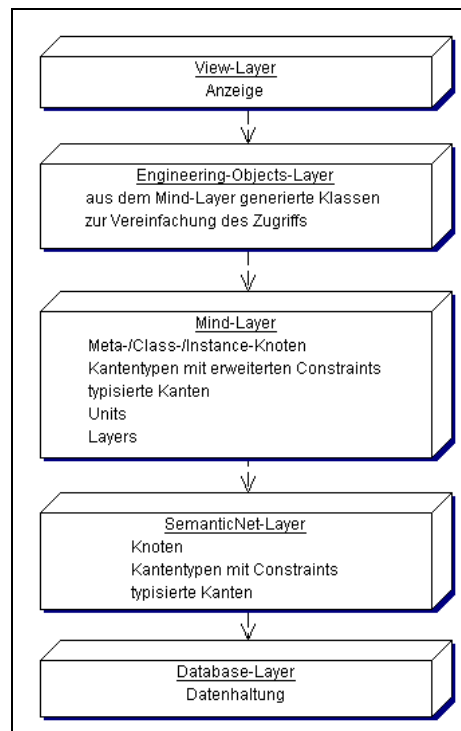 View-Layer
Anzeige
Engineering-Objects-Layer
aus dem Mind-Layer generierte Klassen
zur Vereinfachung des Zugriffs
Mind-Layer
Meta-/Class-/Instance-Knoten
Kantentypen mit erweiterten Constraints
typisierte Kanten
Units
Layers
SemanticNet-Layer
Knoten
Kantentypen mit Constraints
typisierte Kanten
Database-Layer
Datenhaltung